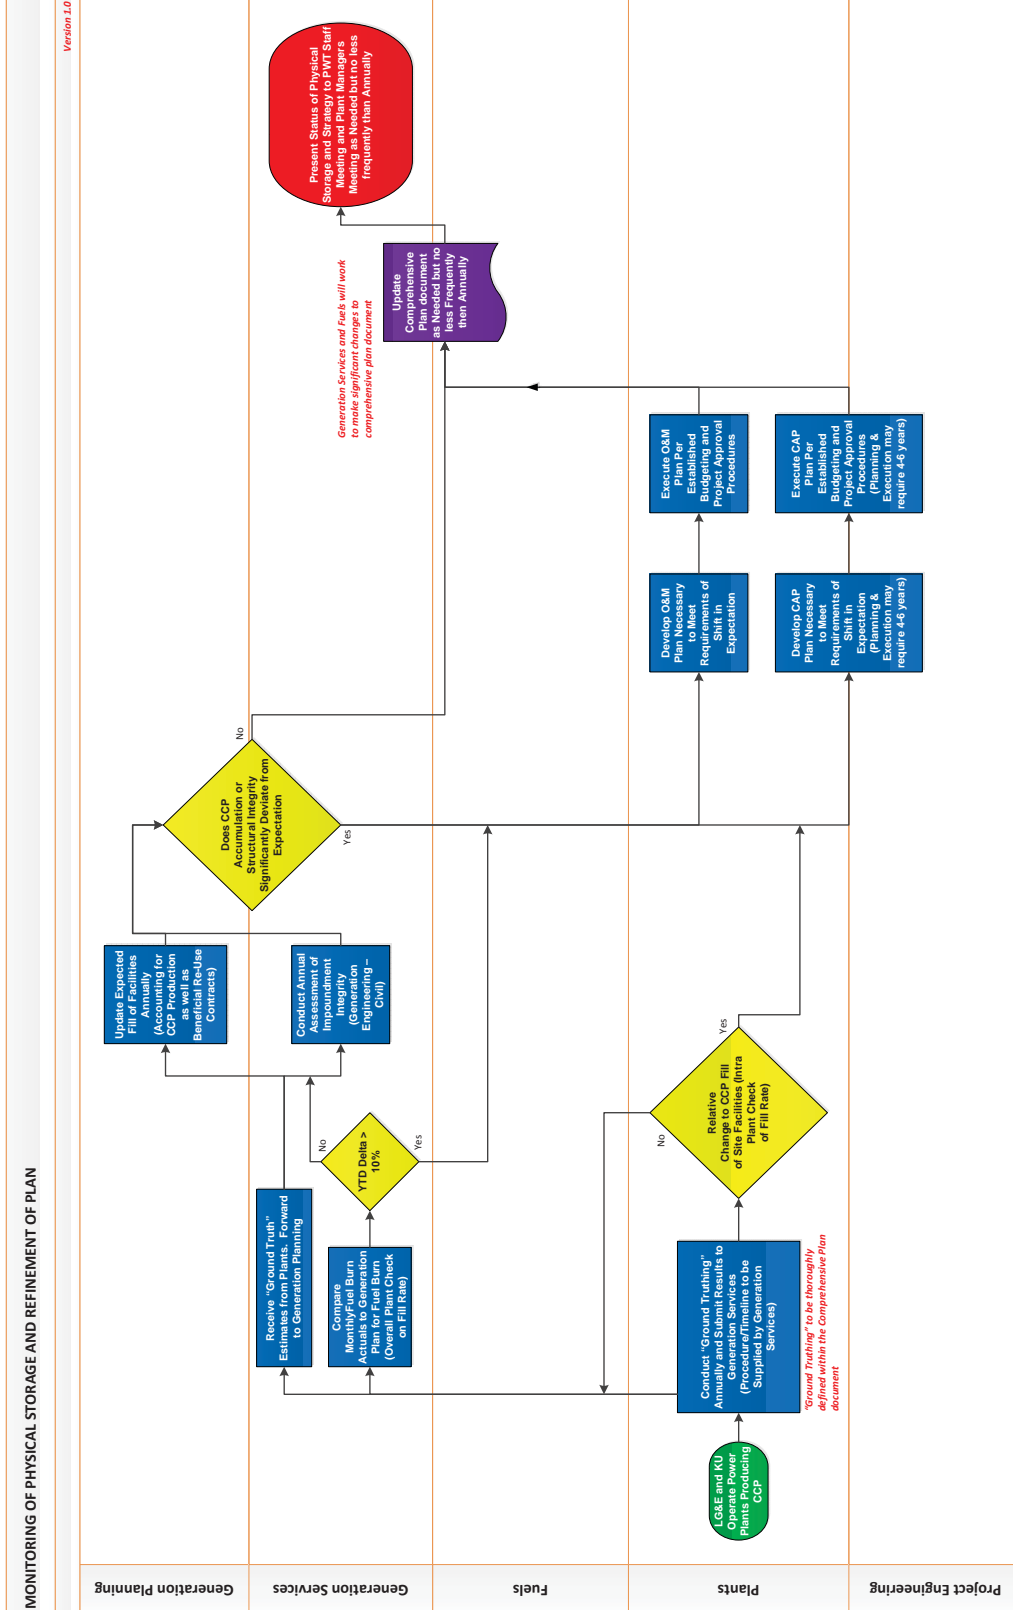 MONITORING OF PHYSICAL STORAGE AND REFINEMENT OF PLAN
Version 1.0
Generation Planning
Generation Services
Fuels
Plants
Project Engineering
LG&E and KU
Operate Power
Plants Producing
CCP
Conduct "Ground Truthing"
Annually and Submit Results to
Generation Services
(Procedure/Timeline to be
Supplied by Generation
Services)
"Ground Truthing" to be thoroughly
defined within the Comprehensive Plan
document
Relative
Change to CCP Fill
of Site Facilities (Intra
Plant Check
of Fill Rate)
No
Yes
Receive "Ground Truth"
Estimates from Plants. Forward
to Generation Planning
Compare
MonthlyFuel Burn
Actuals to Generation
Plan for Fuel Burn
(Overall Plant Check
on Fill Rate)
YTD Delta >
10%
No
Yes
Update Expected
Fill of Facilities
Annually
(Accounting for
CCP Production
as well as
Beneficial Re-Use
Contracts)
Conduct Annual
Assessment of
Impoundment
Integrity
(Generation
Engineering –
Civil)
Does CCP
Accumulation or
Structural Integrity
Significantly Deviate from
Expectation
No
Yes
Develop O&M
Plan Necessary
to Meet
Requirements of
Shift in
Expectation
Develop CAP
Plan Necessary
to Meet
Requirements of
Shift in
Expectation
(Planning &
Execution may
require 4-6 years)
Execute O&M
Plan Per
Established
Budgeting and
Project Approval
Procedures
Execute CAP
Plan Per
Established
Budgeting and
Project Approval
Procedures
(Planning &
Execution may
require 4-6 years)
Generation Services and Fuels will work
to make significant changes to
comprehensive plan document
Update
Comprehensive
Plan document
as Needed but no
less Frequently
then Annually
Present Status of Physical
Storage and Strategy to PWT Staff
Meeting and Plant Managers
Meeting as Needed but no less
frequently than Annually